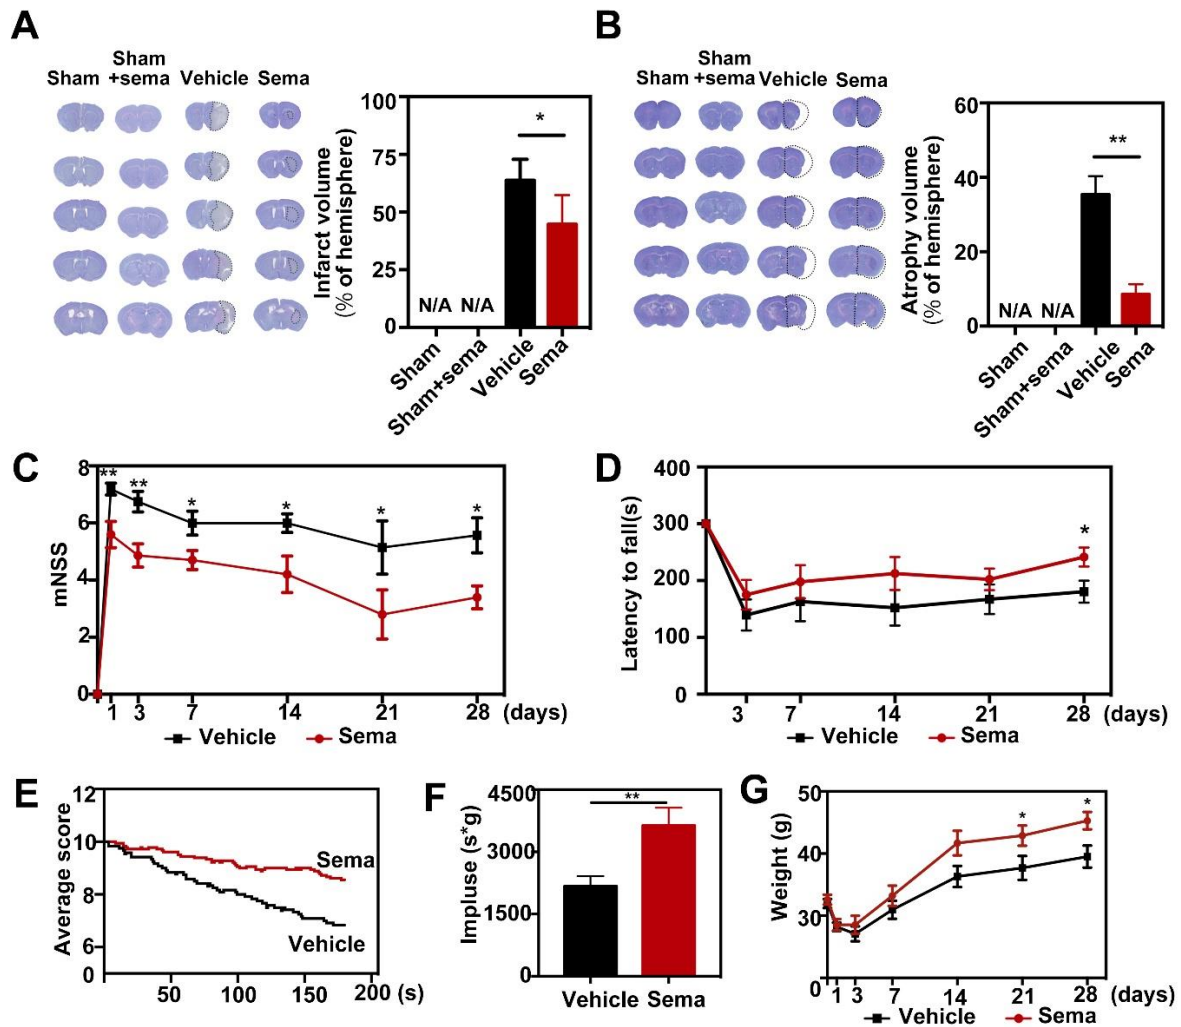 A
Sham
Sham
+sema
Vehicle
Sema
Infarct volume
(% of hemisphere)
100
75
50
25
0
*
N/A
N/A
Sham
Sham+sema
Vehicle
Sema
B
Sham
Sham
+sema
Vehicle
Sema
Atrophy volume
(% of hemisphere)
60
40
20
0
**
N/A
N/A
Sham
Sham+sema
Vehicle
Sema
C
mNSS
8
6
4
2
0
**
**
*
*
*
*
1 3 7 14 21 28 (days)
Vehicle Sema
D
Latency to fall(s)
400
300
200
100
0
*
3 7 14 21 28 (days)
Vehicle Sema
E
Average score
12
10
8
6
0
Sema
Vehicle
50 100 150 200 (s)
F
Impluse (s*g)
4500
3000
1500
0
**
Vehicle Sema
G
Weight (g)
50
40
30
0
*
*
1 3 7 14 21 28 (days)
Vehicle Sema